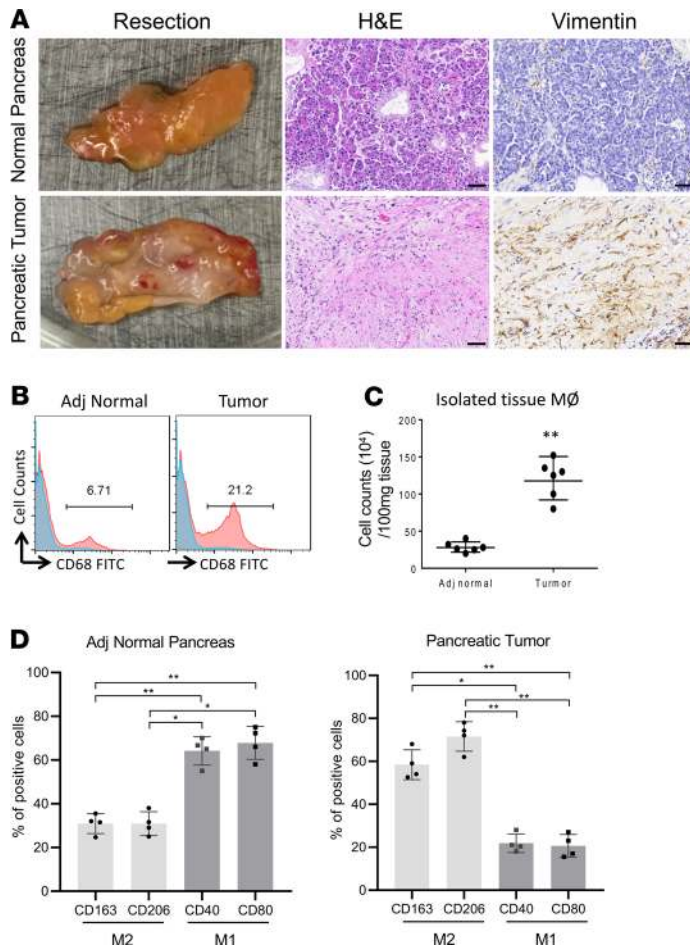 A
Resection
H&E
Vimentin
Normal Pancreas
Pancreatic Tumor
B
Adj Normal
Tumor
Cell Counts
6.71
21.2
CD68 FITC
CD68 FITC
C
Isolated tissue MØ
Cell counts (10⁴)
/100mg tissue
200
150
100
50
0
**
Adj normal
Turmor
D
Adj Normal Pancreas
% of positive cells
100
80
60
40
20
0
**
**
*
*
CD163 CD206 CD40 CD80
M2 M1
Pancreatic Tumor
% of positive cells
100
80
60
40
20
0
**
*
**
**
CD163 CD206 CD40 CD80
M2 M1